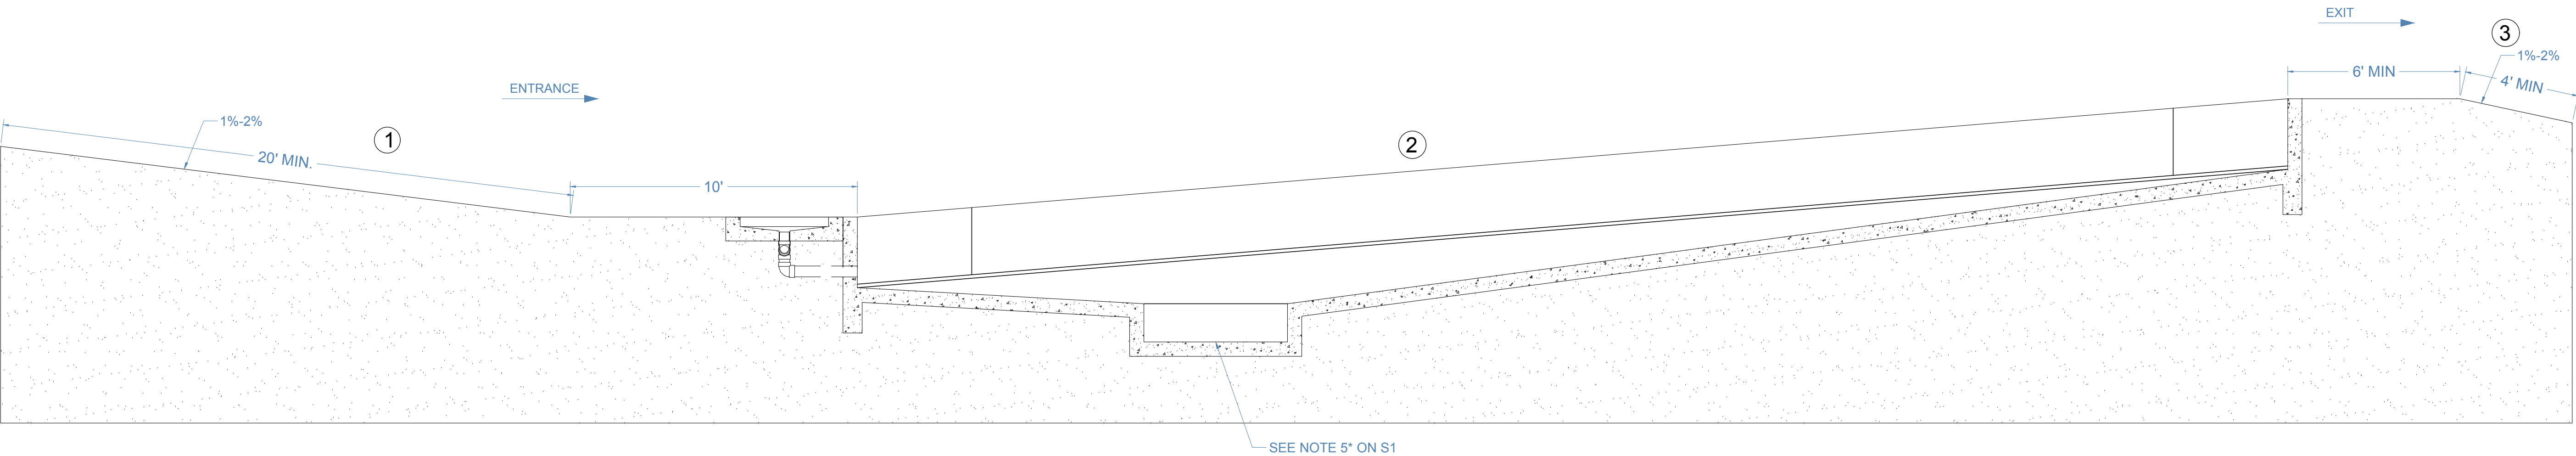 EXIT
3
1%-2%
6' MIN
4' MIN
ENTRANCE
1%-2%
1
2
20' MIN.
10'
SEE NOTE 5* ON S1